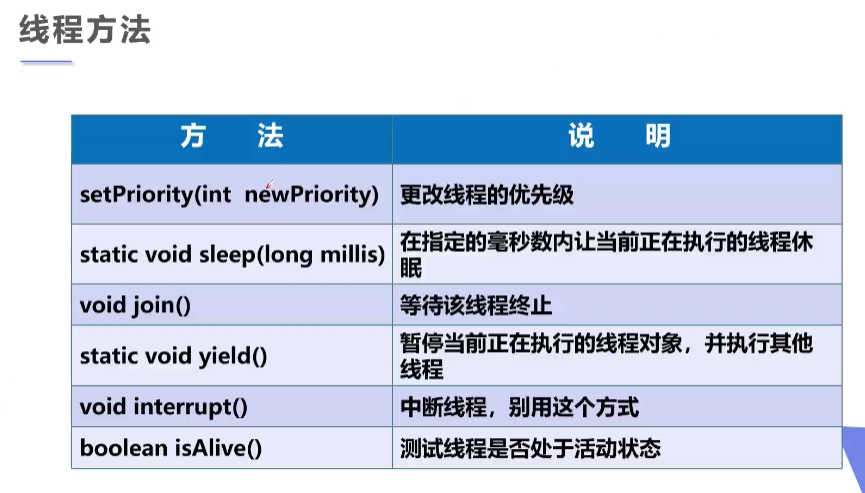 线程方法
方 法
说 明
setPriority(int newPriority)
更改线程的优先级
static void sleep(long millis)
在指定的毫秒数内让当前正在执行的线程休
眠
void join()
等待该线程终止
static void yield()
暂停当前正在执行的线程对象，并执行其他
线程
void interrupt()
中断线程，别用这个方式
boolean isAlive()
测试线程是否处于活动状态